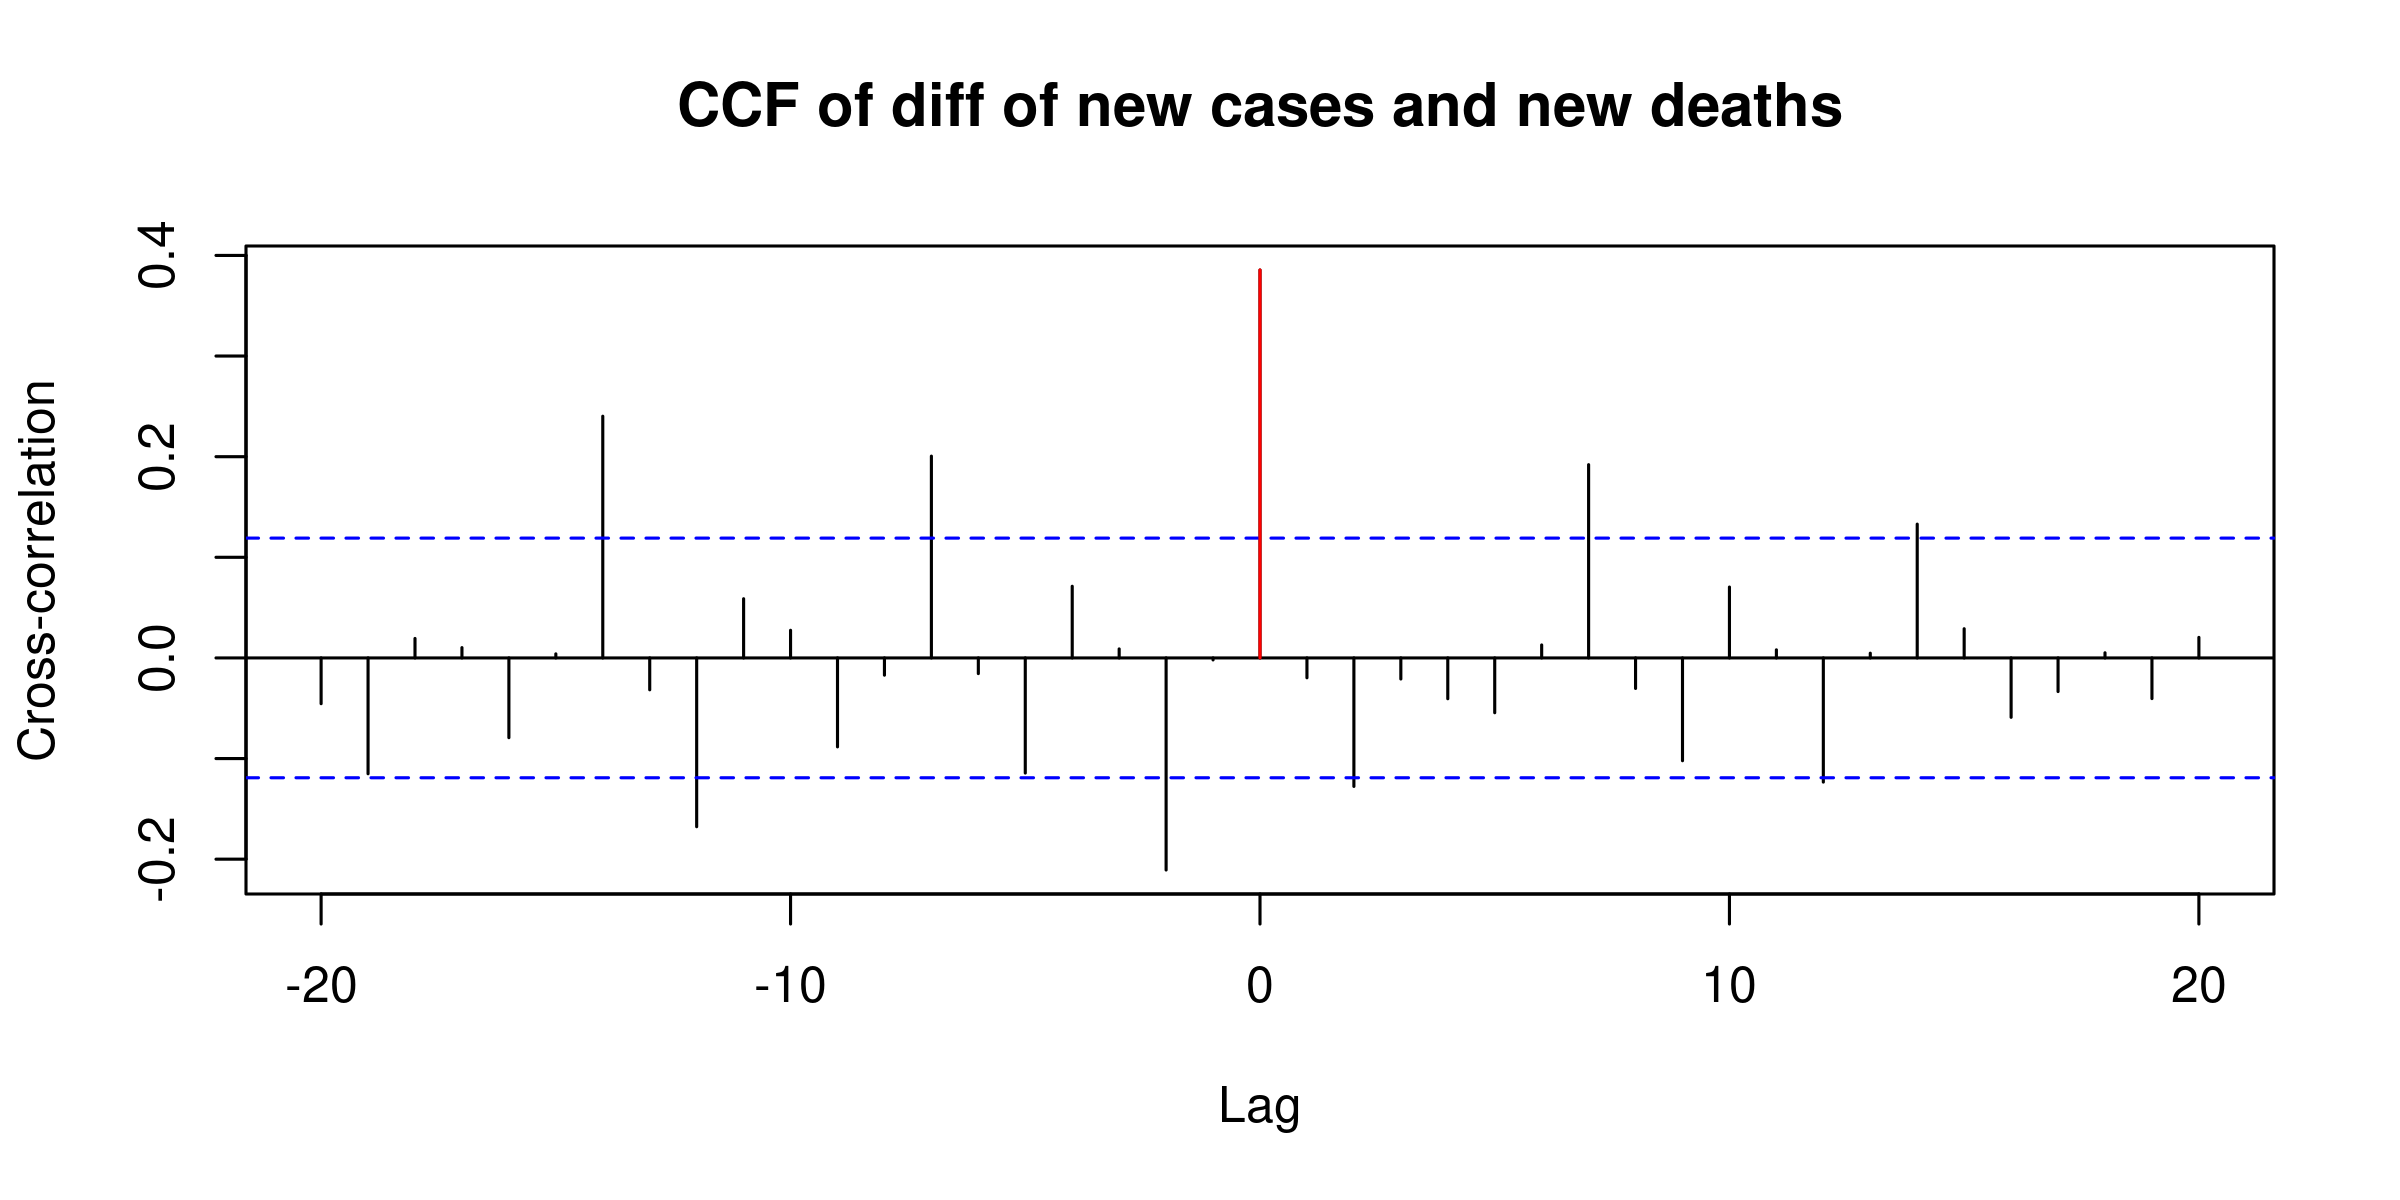 CCF of diff of new cases and new deaths
Cross-correlation
0.4
0.2
0.0
-0.2
-20 -10 0 10 20
Lag